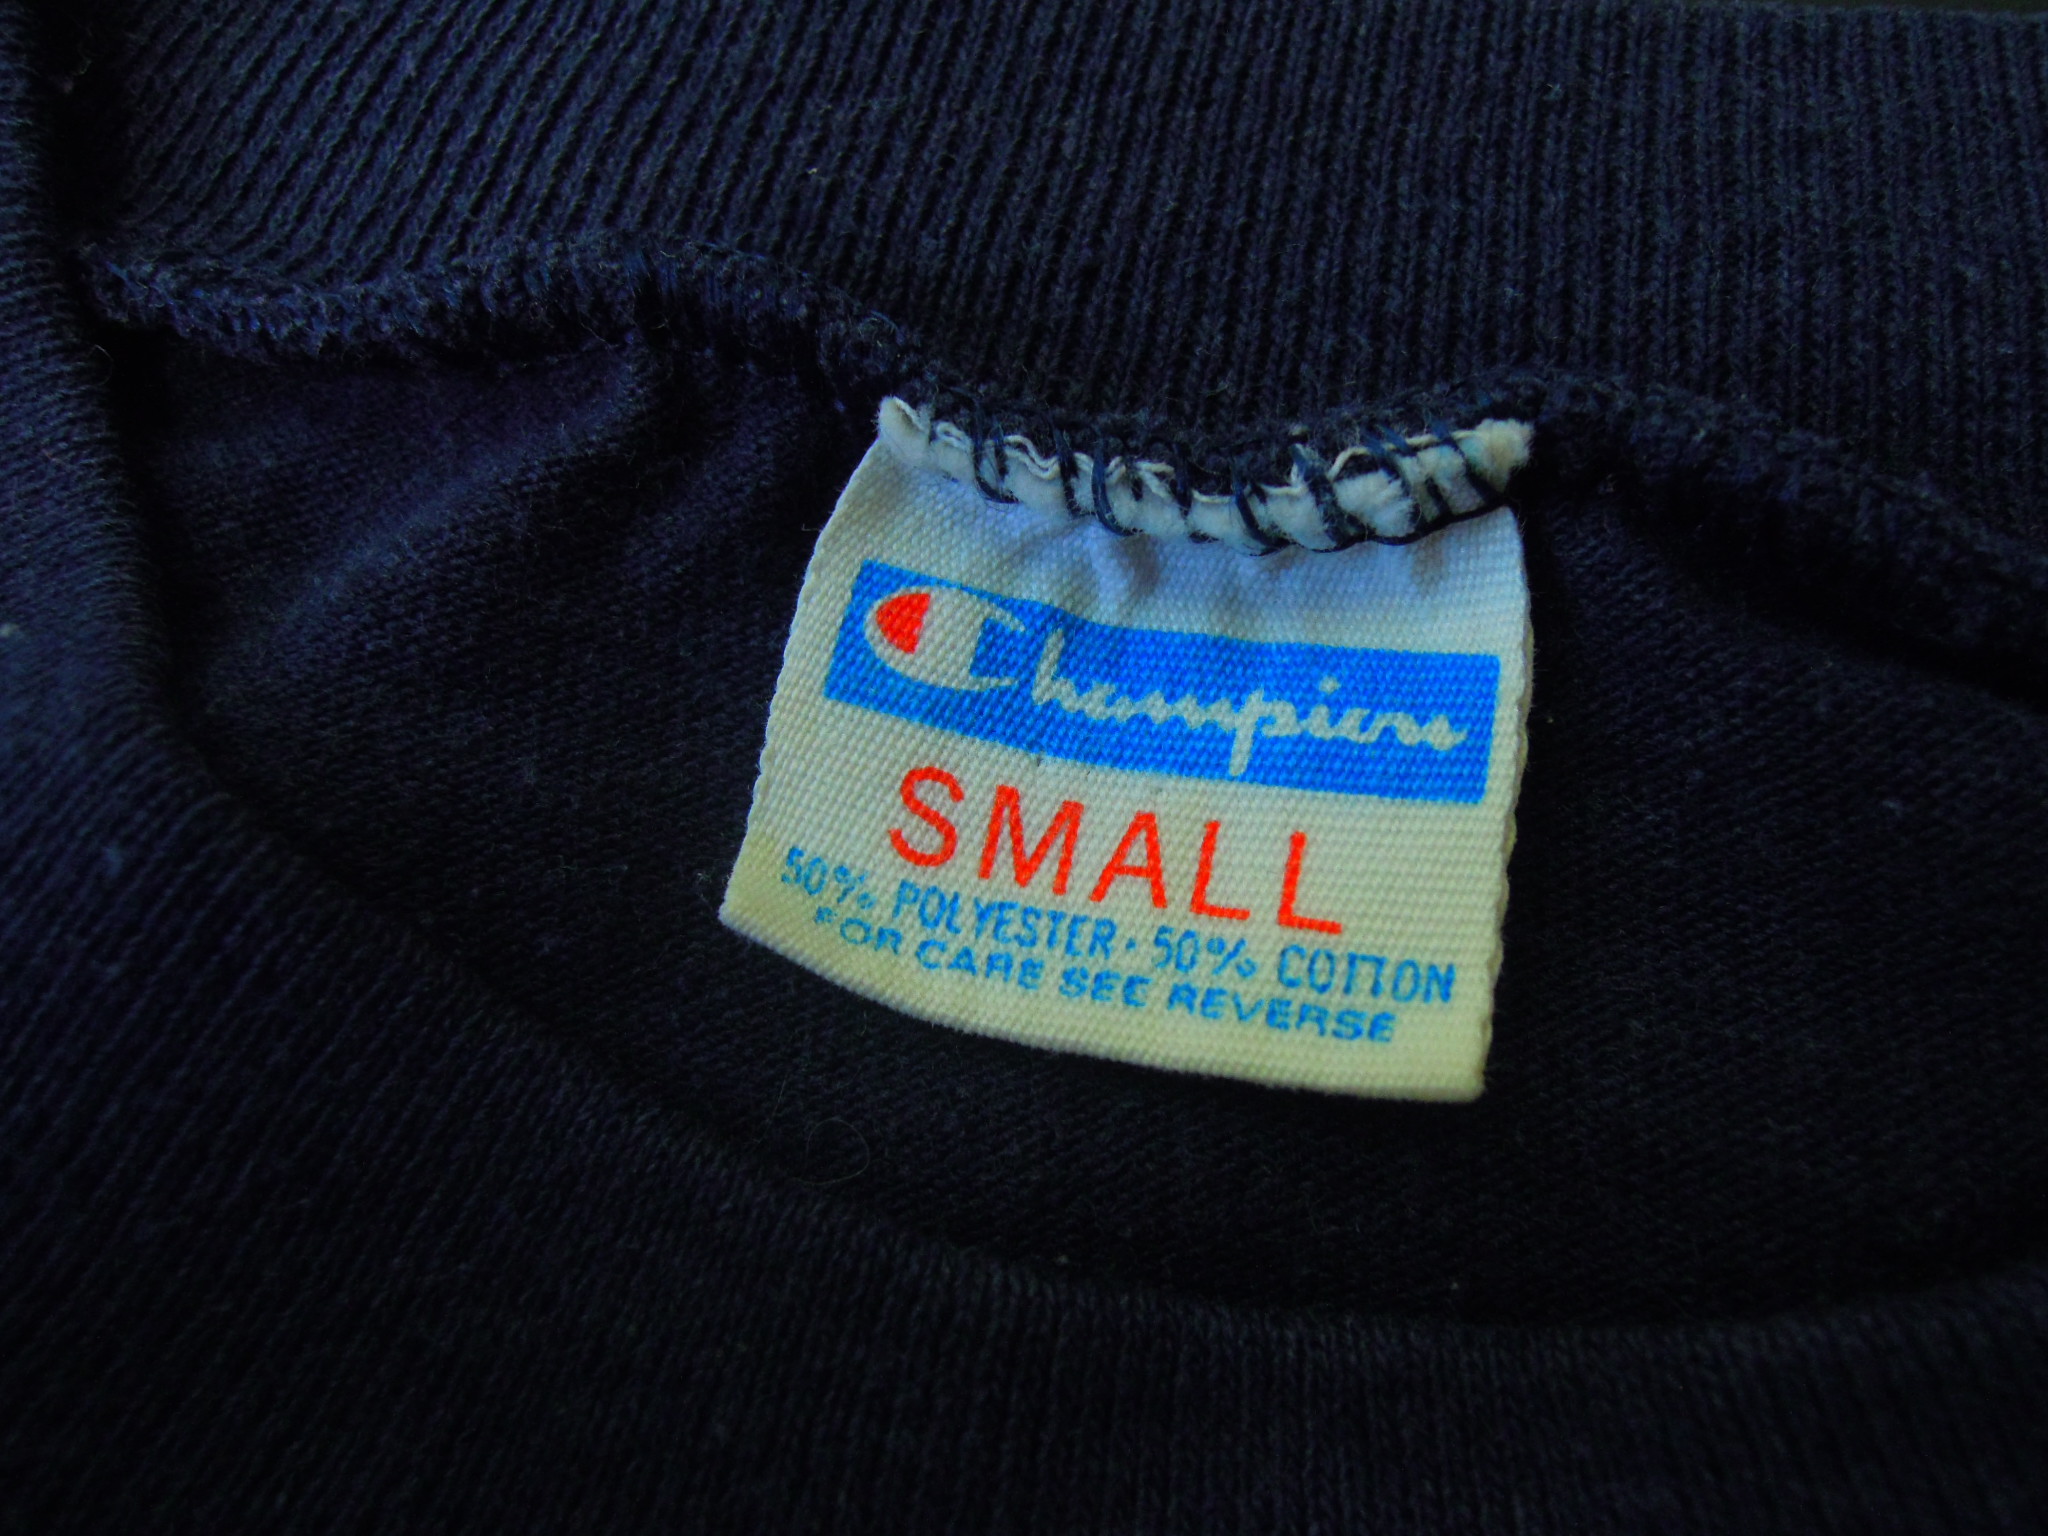 Champion
SMALL
50% POLYESTER · 50% COTTON
FOR CARE SEE REVERSE